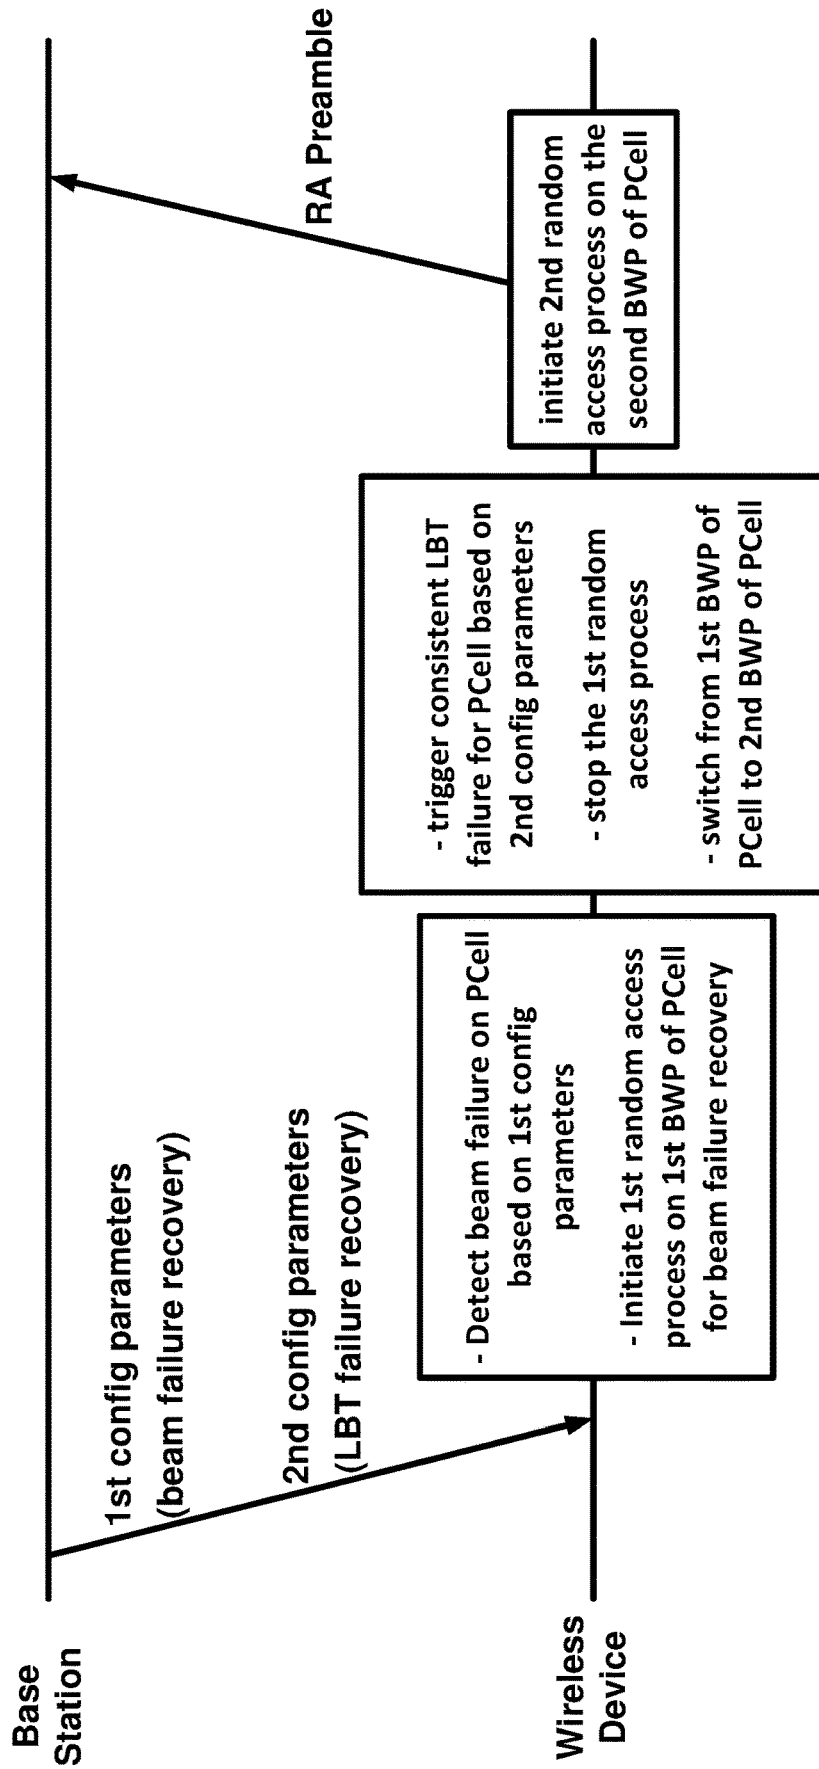 Base
Station
1st config parameters
(beam failure recovery)
2nd config parameters
(LBT failure recovery)
RA Preamble
Wireless
Device
- Detect beam failure on PCell
based on 1st config
parameters
- Initiate 1st random access
process on 1st BWP of PCell
for beam failure recovery
- trigger consistent LBT
failure for PCell based on
2nd config parameters
- stop the 1st random
access process
- switch from 1st BWP of
PCell to 2nd BWP of PCell
initiate 2nd random
access process on the
second BWP of PCell